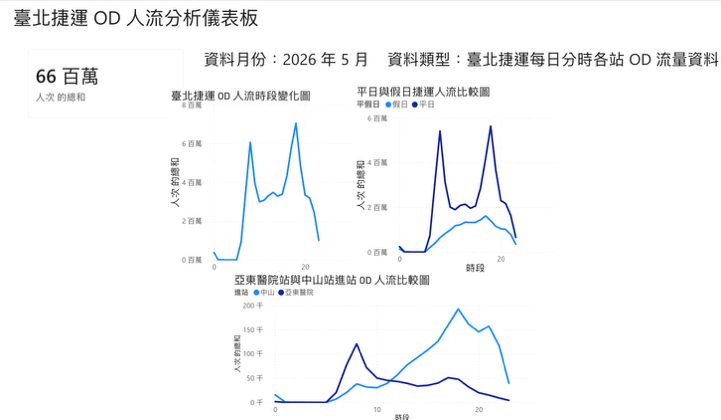 臺北捷運 OD 人流分析儀表板
資料月份：2026 年 5 月 資料類型：臺北捷運每日分時各站 OD 流量資料
66 百萬
人次 的總和
臺北捷運 OD 人流時段變化圖
人次 的總和
8 百萬
6 百萬
4 百萬
2 百萬
0 百萬
0
20
平日與假日捷運人流比較圖
平假日 假日 平日
人次 的總和
6 百萬
4 百萬
2 百萬
0 百萬
0
20
時段
亞東醫院站與中山站進站 OD 人流比較圖
進站 中山 亞東醫院
人次 的總和
200 千
150 千
100 千
50 千
0 千
0
10
20
時段